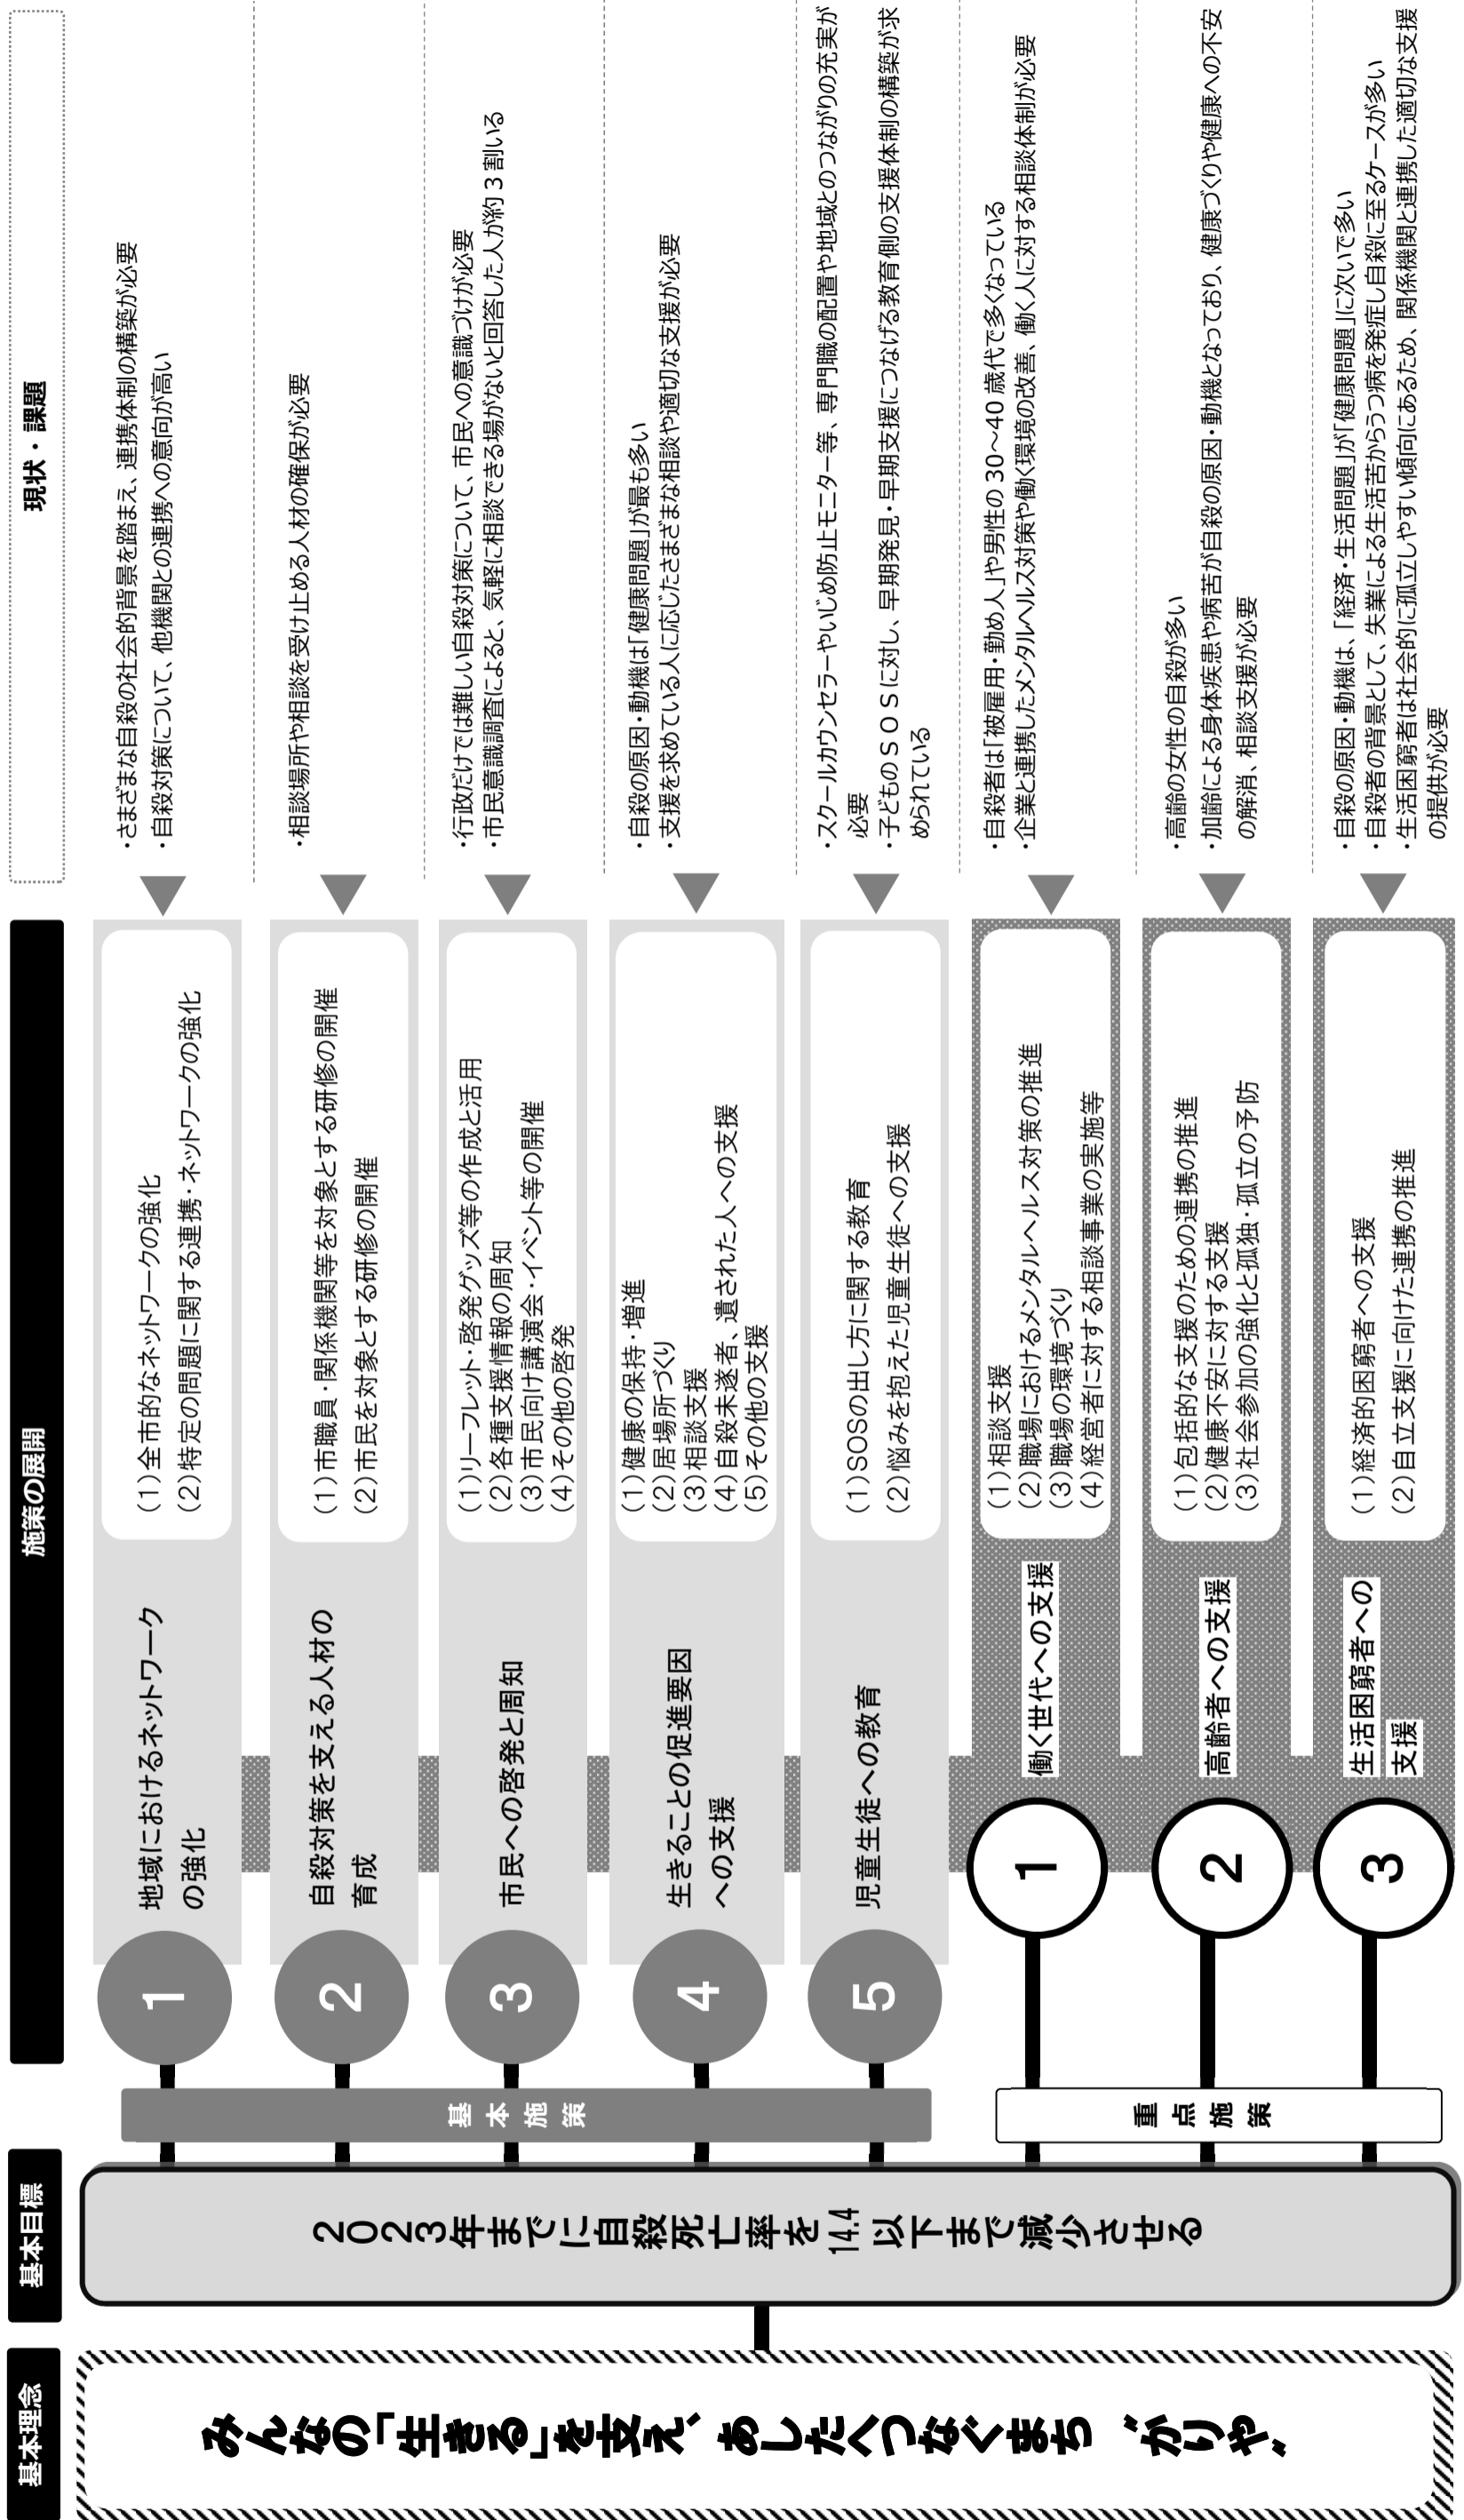 基本理念
基本目標
施策の展開
現状・課題
みんなの「生きる」を支え、あしたへつなぐまち “かりや”
2023年までに自殺死亡率を14.4以下まで減少させる
基本施策
1
地域におけるネットワーク
の強化
(1)全市的なネットワークの強化
(2)特定の問題に関する連携・ネットワークの強化
・さまざまな自殺の社会的背景を踏まえ、連携体制の構築が必要
・自殺対策について、他機関との連携への意向が高い
2
自殺対策を支える人材の
育成
(1)市職員・関係機関等を対象とする研修の開催
(2)市民を対象とする研修の開催
・相談場所や相談を受け止める人材の確保が必要
3
市民への啓発と周知
(1)リーフレット・啓発グッズ等の作成と活用
(2)各種支援情報の周知
(3)市民向け講演会・イベント等の開催
(4)その他の啓発
・行政だけでは難しい自殺対策について、市民への意識づけが必要
・市民意識調査によると、気軽に相談できる場がないと回答した人が約3割いる
4
生きることの促進要因
への支援
(1)健康の保持・増進
(2)居場所づくり
(3)相談支援
(4)自殺未遂者、遺された人への支援
(5)その他の支援
・自殺の原因・動機は「健康問題」が最も多い
・支援を求めている人に応じたさまざまな相談や適切な支援が必要
5
児童生徒への教育
(1)SOSの出し方に関する教育
(2)悩みを抱えた児童生徒への支援
・スクールカウンセラーやいじめ防止モニター等、専門職の配置や地域とのつながりの充実が
必要
・子どものSOSに対し、早期発見・早期支援につなげる教育側の支援体制の構築が求
められている
重点施策
1
働く世代への支援
(1)相談支援
(2)職場におけるメンタルヘルス対策の推進
(3)職場の環境づくり
(4)経営者に対する相談事業の実施等
・自殺者は「被雇用・勤め人」や男性の30～40歳代で多くなっている
・企業と連携したメンタルヘルス対策や働く環境の改善、働く人に対する相談体制が必要
2
高齢者への支援
(1)包括的な支援のための連携の推進
(2)健康不安に対する支援
(3)社会参加の強化と孤独・孤立の予防
・高齢の女性の自殺が多い
・加齢による身体疾患や病苦が自殺の原因・動機となっており、健康づくりや健康への不安
の解消、相談支援が必要
3
生活困窮者への
支援
(1)経済的困窮者への支援
(2)自立支援に向けた連携の推進
・自殺の原因・動機は、「経済・生活問題」が「健康問題」に次いで多い
・自殺者の背景として、失業による生活苦からうつ病を発症し自殺に至るケースが多い
・生活困窮者は社会的に孤立しやすい傾向にあるため、関係機関と連携した適切な支援
の提供が必要